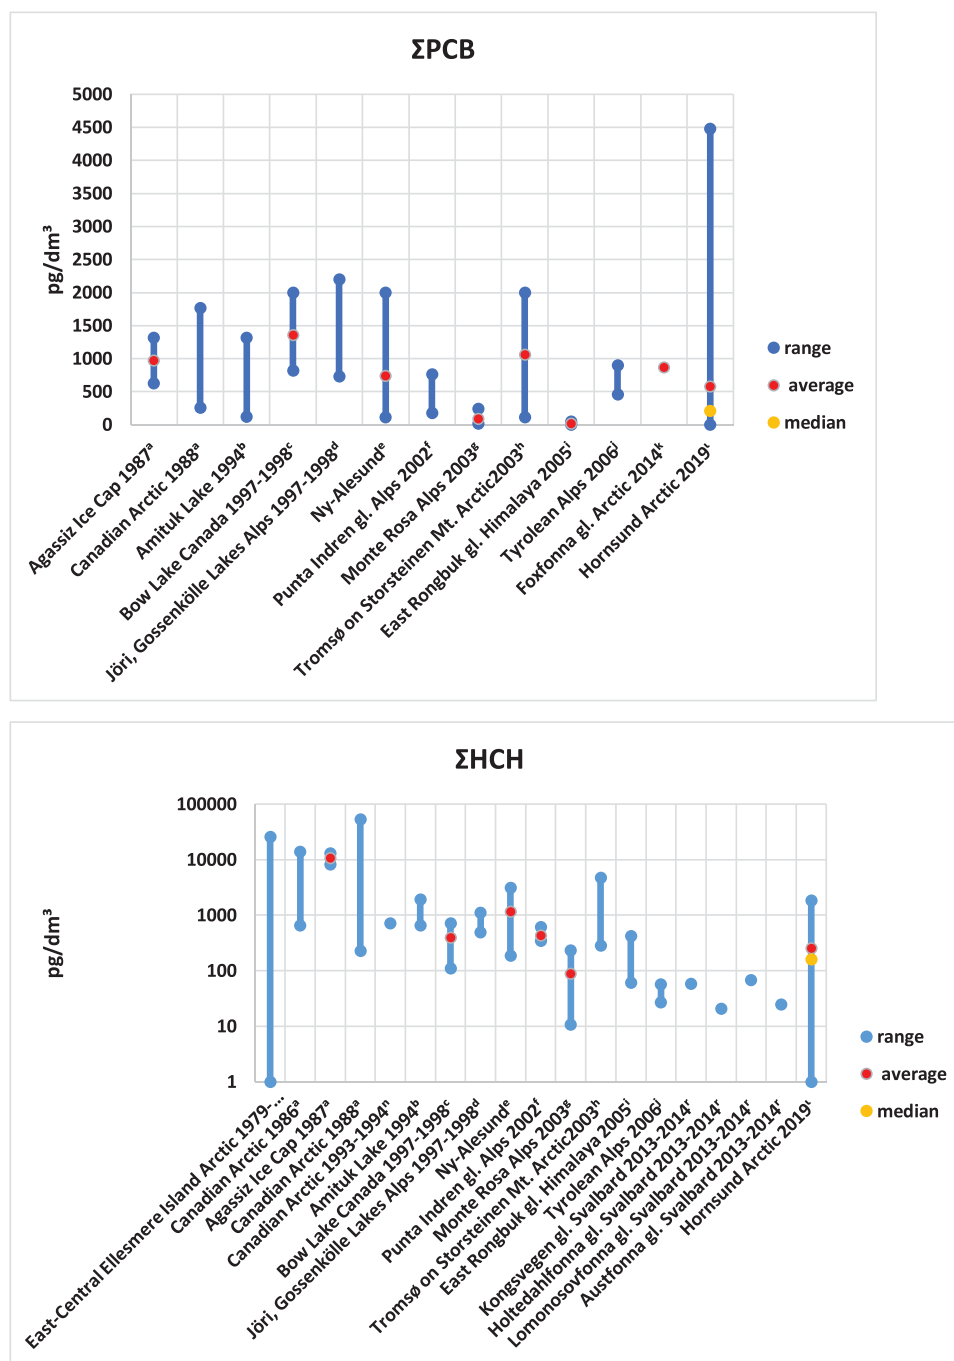 ΣPCB
5000
4500
4000
3500
3000
2500
2000
1500
1000
500
0
pg/dm³
Agassiz Ice Cap 1987ᵃ
Canadian Arctic 1988ᵃ
Amituk Lake 1994ᵇ
Bow Lake Canada 1997-1998ᶜ
Jöri, Gossenkölle Lakes Alps 1997-1998ᵈ
Ny-Alesundᵉ
Punta Indren gl. Alps 2002ᶠ
Monte Rosa Alps 2003ᵍ
Tromsø on Storsteinen Mt. Arctic2003ʰ
East Rongbuk gl. Himalaya 2005ⁱ
Tyrolean Alps 2006ʲ
Foxfonna gl. Arctic 2014ᵏ
Hornsund Arctic 2019ᶫ
range
average
median
ΣHCH
100000
10000
1000
100
10
1
pg/dm³
East-Central Ellesmere Island Arctic 1979-...
Canadian Arctic 1986ᵃ
Agassiz Ice Cap 1987ᵃ
Canadian Arctic 1988ᵃ
Canadian Arctic 1993-1994ⁿ
Amituk Lake 1994ᵇ
Bow Lake Canada 1997-1998ᶜ
Jöri, Gossenkölle Lakes Alps 1997-1998ᵈ
Ny-Alesundᵉ
Punta Indren gl. Alps 2002ᶠ
Monte Rosa Alps 2003ᵍ
Tromsø on Storsteinen Mt. Arctic2003ʰ
East Rongbuk gl. Himalaya 2005ⁱ
Tyrolean Alps 2006ʲ
Kongsvegen gl. Svalbard 2013-2014ʳ
Holtedahlfonna gl. Svalbard 2013-2014ʳ
Lomonosovfonna gl. Svalbard 2013-2014ʳ
Austfonna gl. Svalbard 2013-2014ʳ
Hornsund Arctic 2019ᶫ
range
average
median